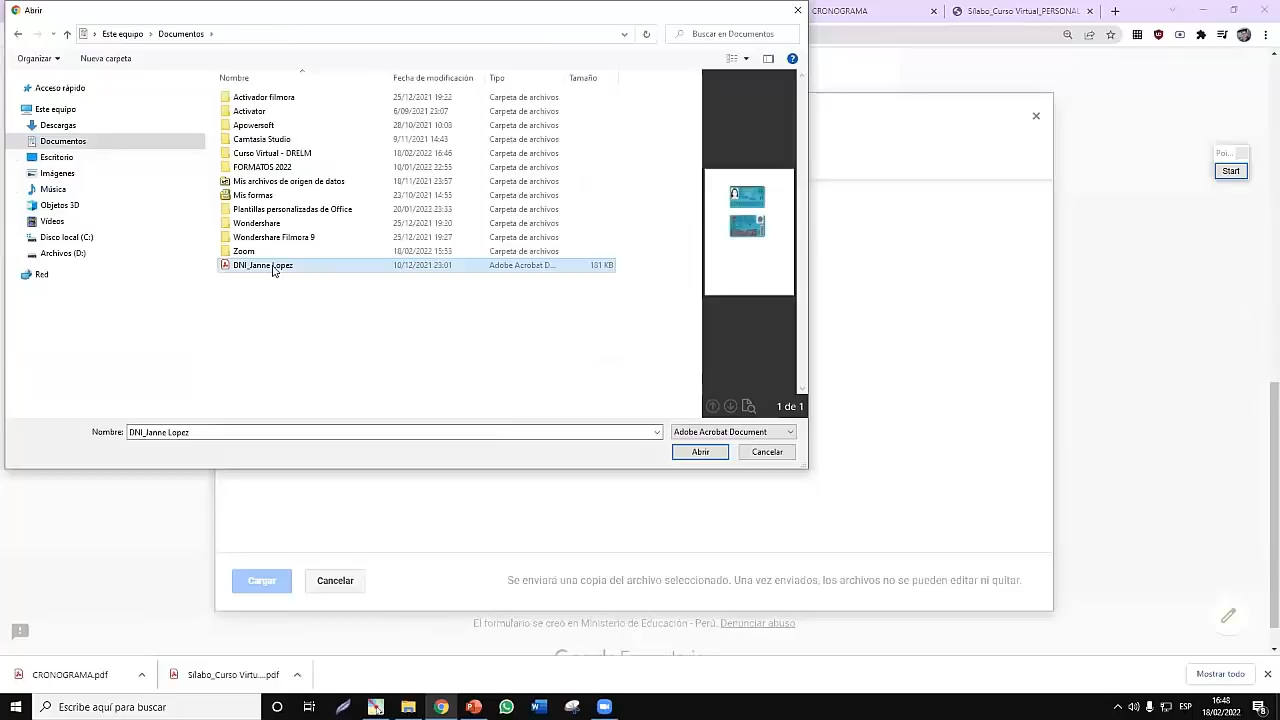 Abrir
CRONOGRAMA
Sílabo_Curso Virtual_PERSONAL
Este equipo
Documentos
Buscar en Documentos
Organizar
Nueva carpeta
Nombre
Fecha de modificación
Tipo
Tamaño
Acceso rápido
Este equipo
Descargas
Documentos
Escritorio
Imágenes
Música
Objetos 3D
Vídeos
Disco local (C:)
Archivos (D:)
Red
Activador filmora 25/12/2021 19:22 Carpeta de archivos
Activator 6/09/2021 23:07 Carpeta de archivos
Apowersoft 28/10/2021 10:08 Carpeta de archivos
Camtasia Studio 9/11/2021 14:43 Carpeta de archivos
Curso Virtual - DRELM 18/02/2022 16:46 Carpeta de archivos
FORMATOS 2022 10/01/2022 22:55 Carpeta de archivos
Mis archivos de origen de datos 18/11/2021 23:57 Carpeta de archivos
Mis formas 23/10/2021 14:55 Carpeta de archivos
Plantillas personalizadas de Office 20/01/2022 23:33 Carpeta de archivos
Wondershare 25/12/2021 19:20 Carpeta de archivos
Wondershare Filmora 9 25/12/2021 19:27 Carpeta de archivos
Zoom 18/02/2022 15:53 Carpeta de archivos
DNI_Janne Lopez 10/12/2021 23:01 Adobe Acrobat D... 181 KB
1 de 1
Nombre: DNI_Janne Lopez
Adobe Acrobat Document
Abrir
Cancelar
Poi...
Start
Cargar
Cancelar
Se enviará una copia del archivo seleccionado. Una vez enviados, los archivos no se pueden editar ni quitar.
El formulario se creó en Ministerio de Educación - Perú. Denunciar abuso
CRONOGRAMA.pdf
Sílabo_Curso Virtu....pdf
Mostrar todo
Escribe aquí para buscar
ESP
16:48
18/02/2022